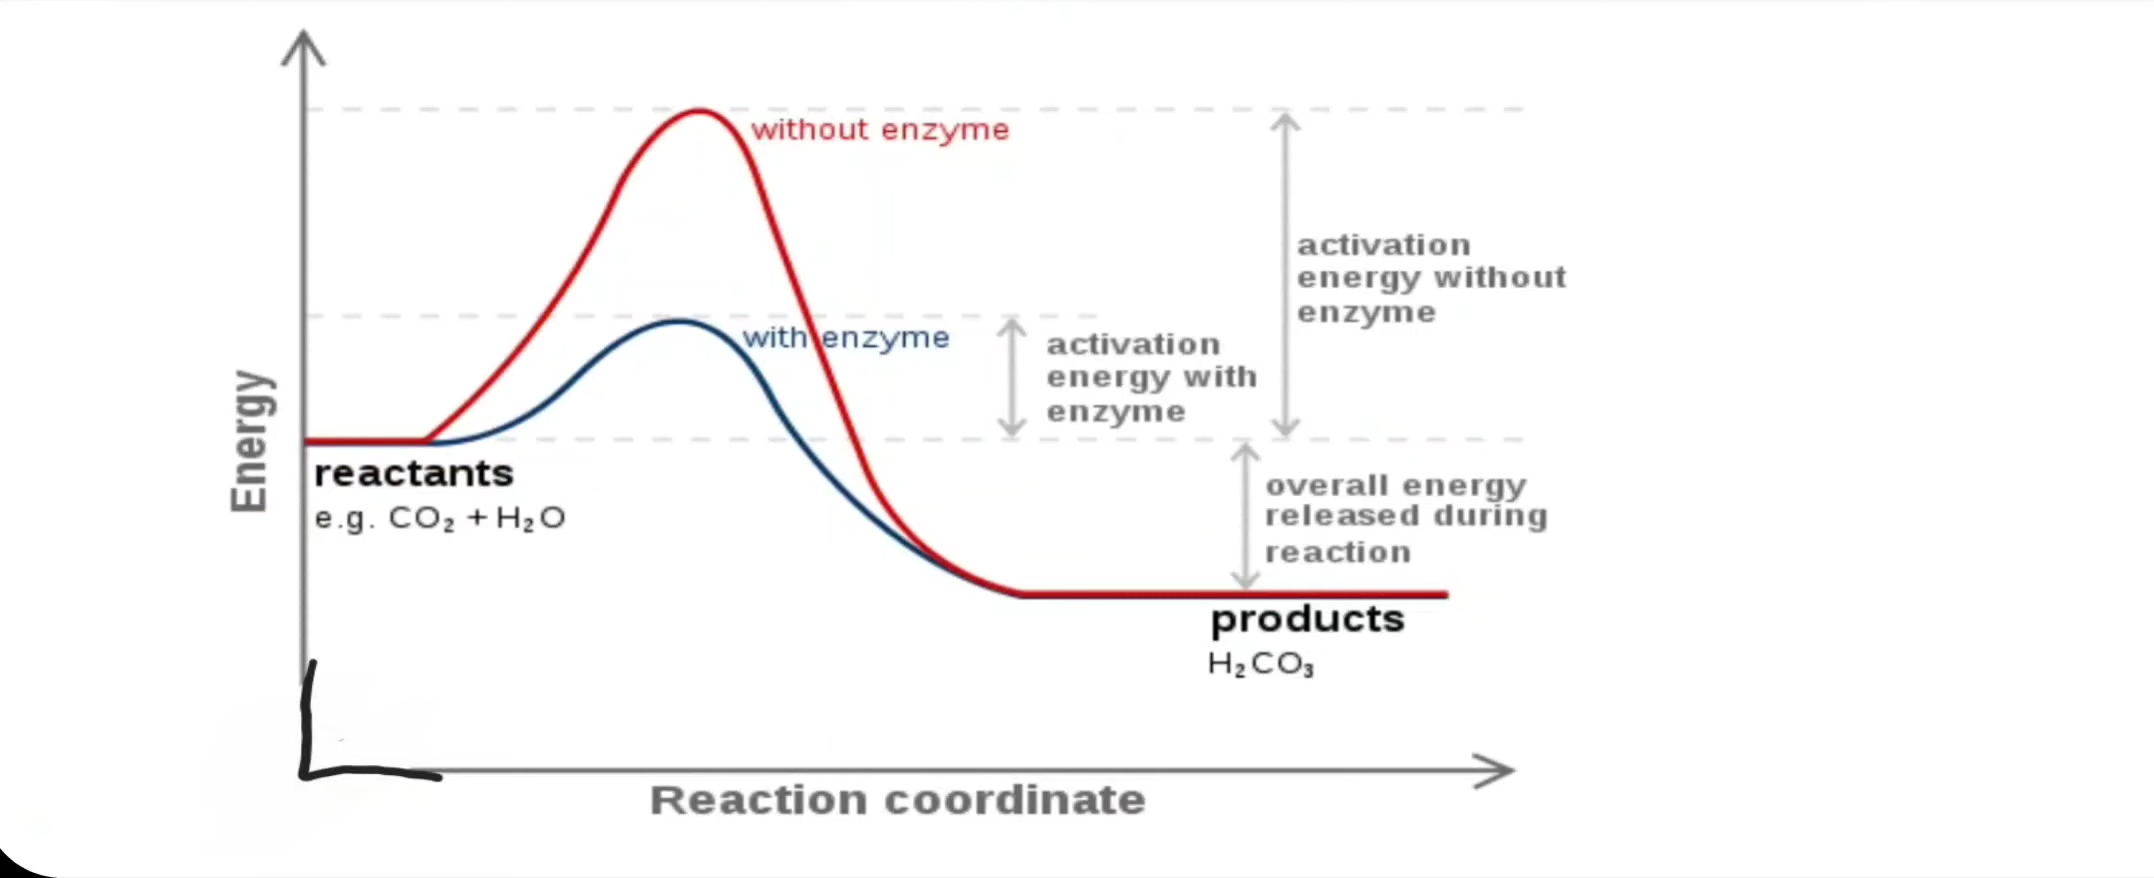 without enzyme
activation
energy without
enzyme
with enzyme
activation
energy with
enzyme
Energy
reactants
e.g. CO₂ + H₂O
overall energy
released during
reaction
products
H₂CO₃
Reaction coordinate